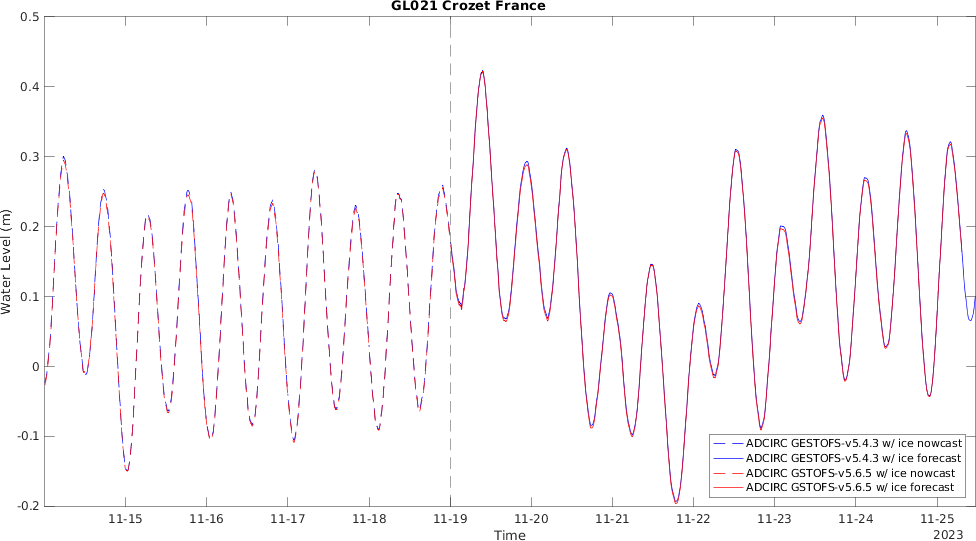 GL021 Crozet France
0.5
0.4
0.3
0.2
0.1
0
-0.1
-0.2
Water Level (m)
11-15 11-16 11-17 11-18 11-19 11-20 11-21 11-22 11-23 11-24 11-25
Time
2023
ADCIRC GESTOFS-v5.4.3 w/ ice nowcast
ADCIRC GESTOFS-v5.4.3 w/ ice forecast
ADCIRC GSTOFS-v5.6.5 w/ ice nowcast
ADCIRC GSTOFS-v5.6.5 w/ ice forecast